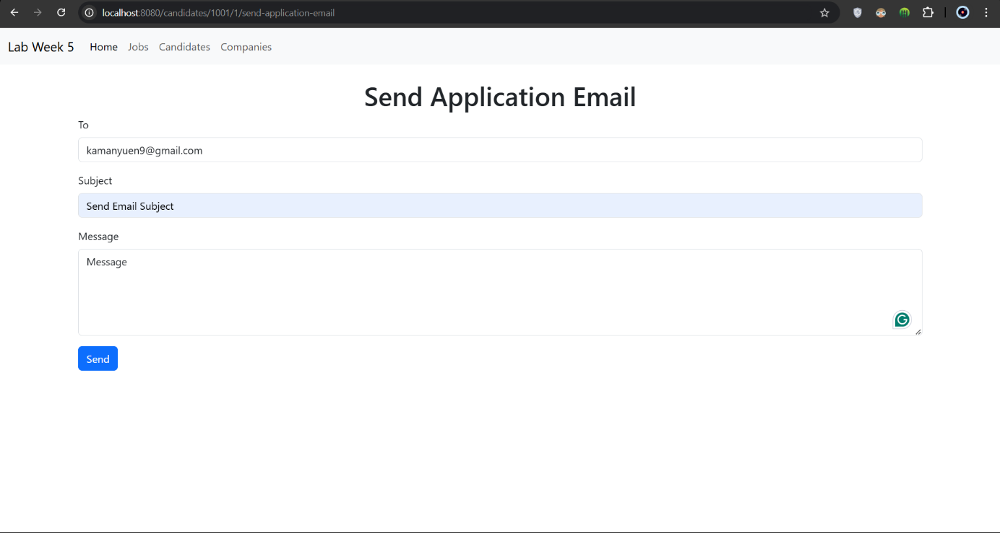 localhost:8080/candidates/1001/1/send-application-email
Lab Week 5 Home Jobs Candidates Companies
Send Application Email
To
kamanyuen9@gmail.com
Subject
Send Email Subject
Message
Message
Send